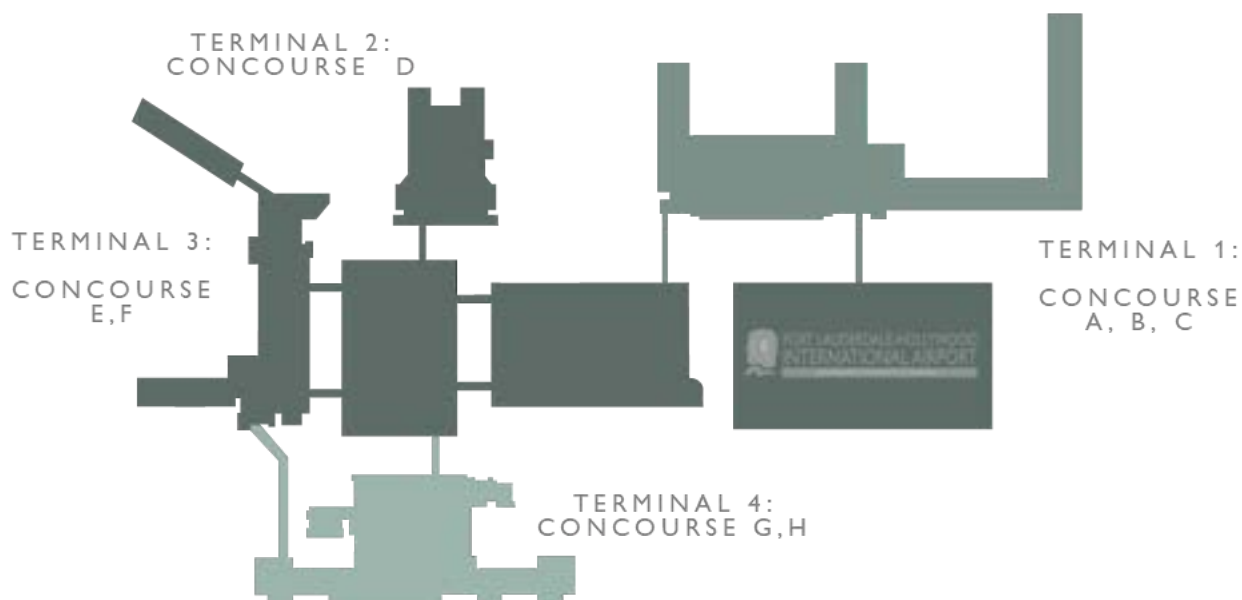 TERMINAL 2:
CONCOURSE D
TERMINAL 3:
CONCOURSE
E,F
TERMINAL 1:
CONCOURSE
A, B, C
FORT LAUDERDALE-HOLLYWOOD
INTERNATIONAL AIRPORT
TERMINAL 4:
CONCOURSE G,H